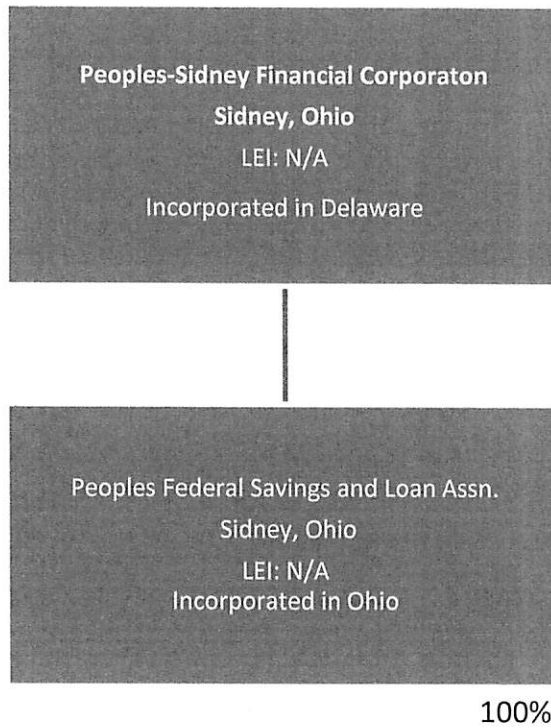 Peoples-Sidney Financial Corporaton
Sidney, Ohio
LEI: N/A
Incorporated in Delaware
Peoples Federal Savings and Loan Assn.
Sidney, Ohio
LEI: N/A
Incorporated in Ohio
100%